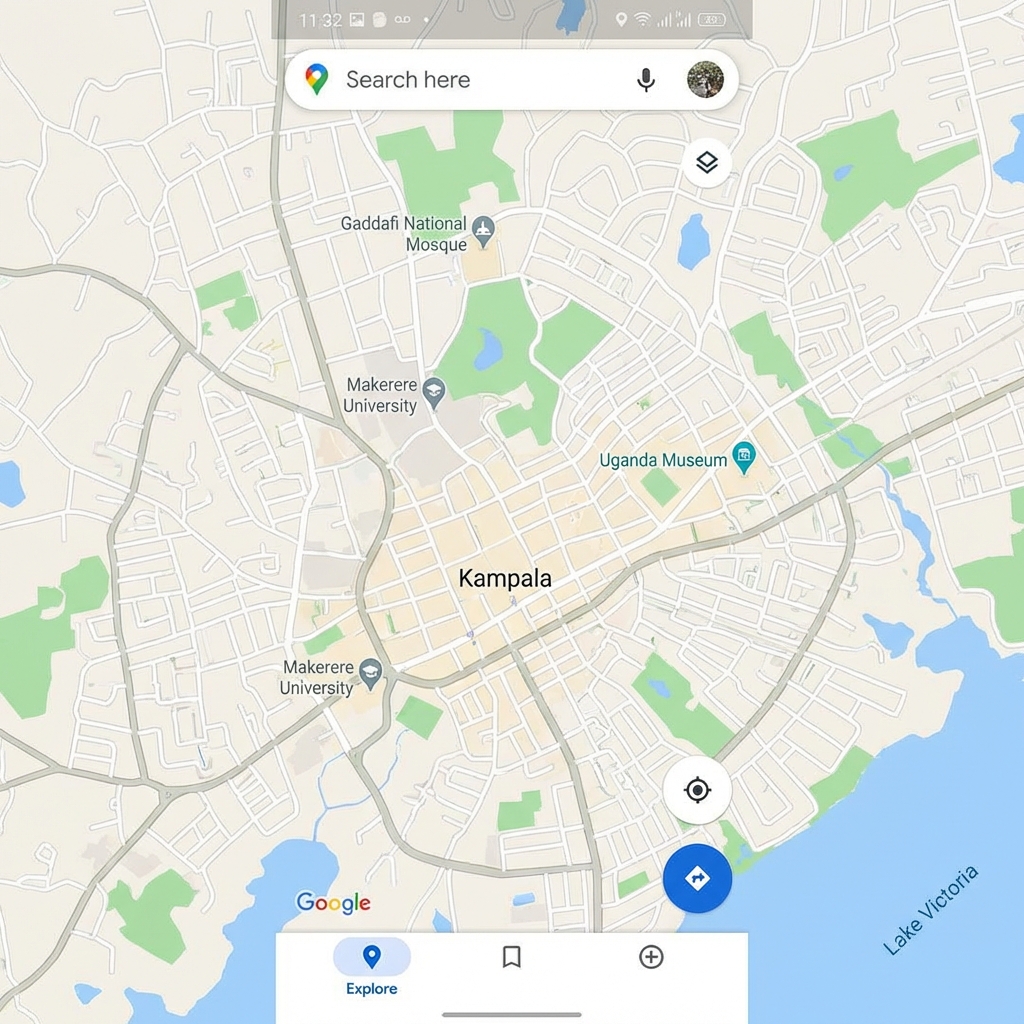 11:32
Search here
Gaddafi National
Mosque
Makerere
University
Uganda Museum
Kampala
Makerere
University
Lake Victoria
Google
Explore